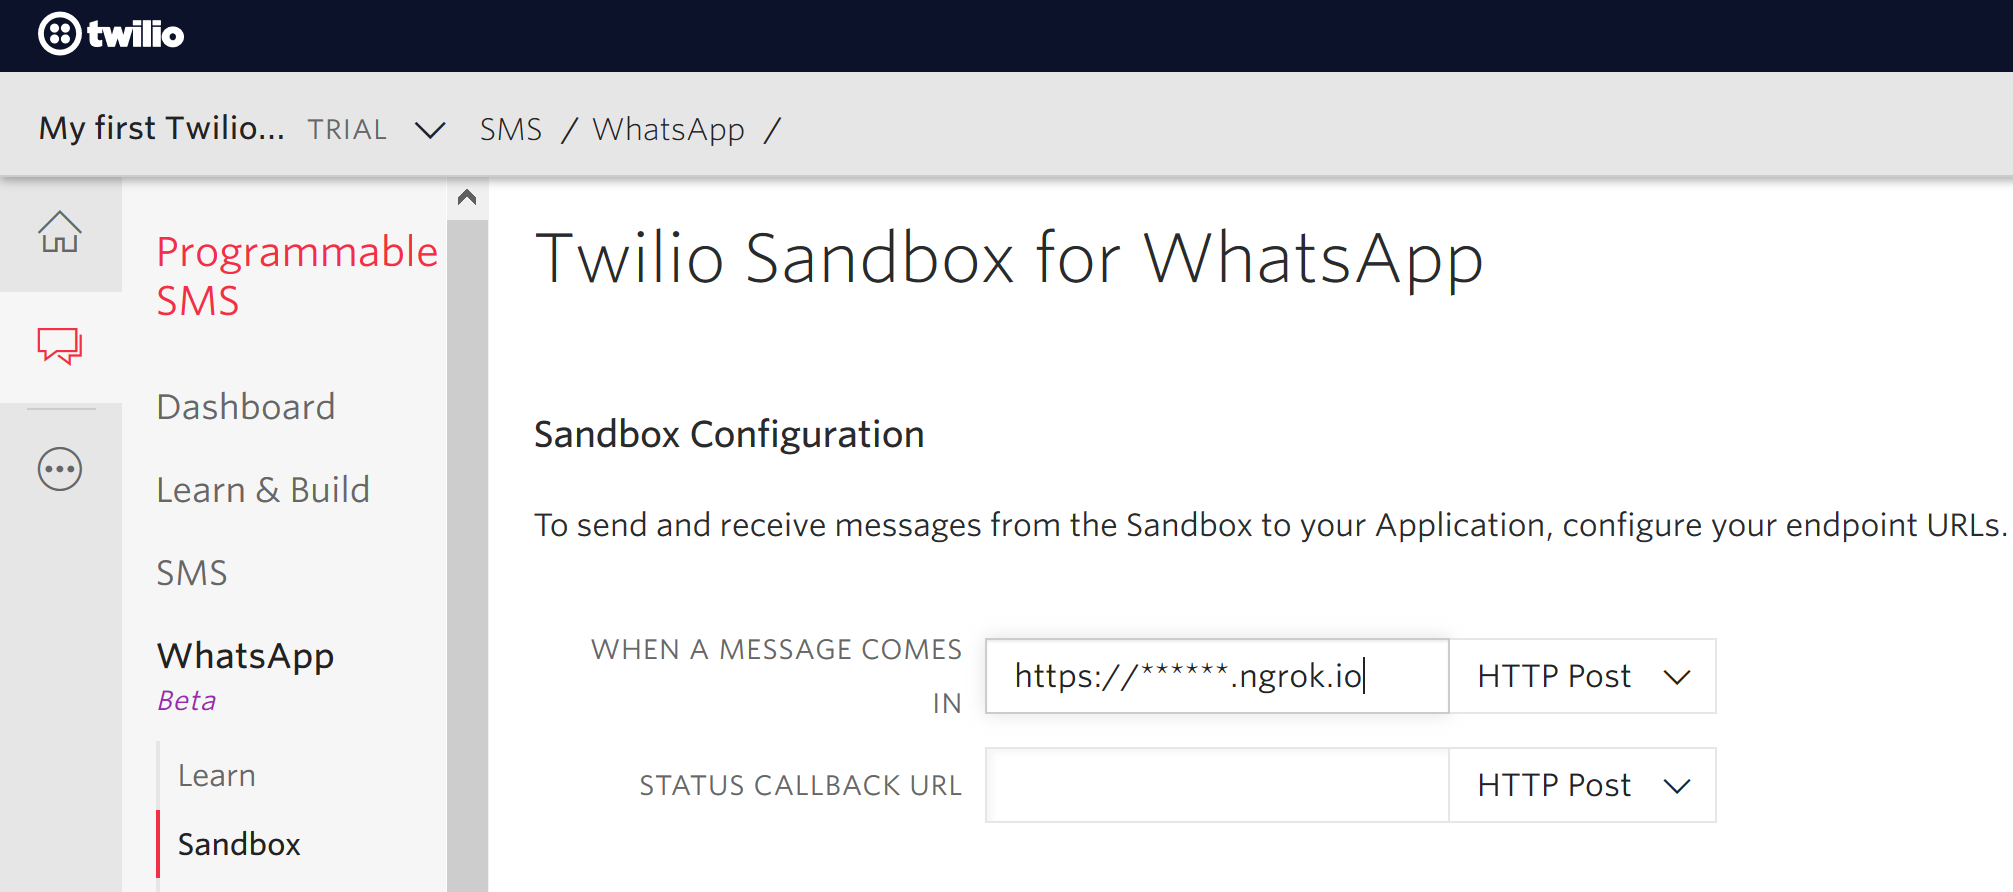 twilio
My first Twilio... TRIAL SMS / WhatsApp /
Programmable
SMS
Dashboard
Learn & Build
SMS
WhatsApp
Beta
Learn
Sandbox
Twilio Sandbox for WhatsApp
Sandbox Configuration
To send and receive messages from the Sandbox to your Application, configure your endpoint URLs.
WHEN A MESSAGE COMES
IN
https://******.ngrok.io HTTP Post
STATUS CALLBACK URL HTTP Post